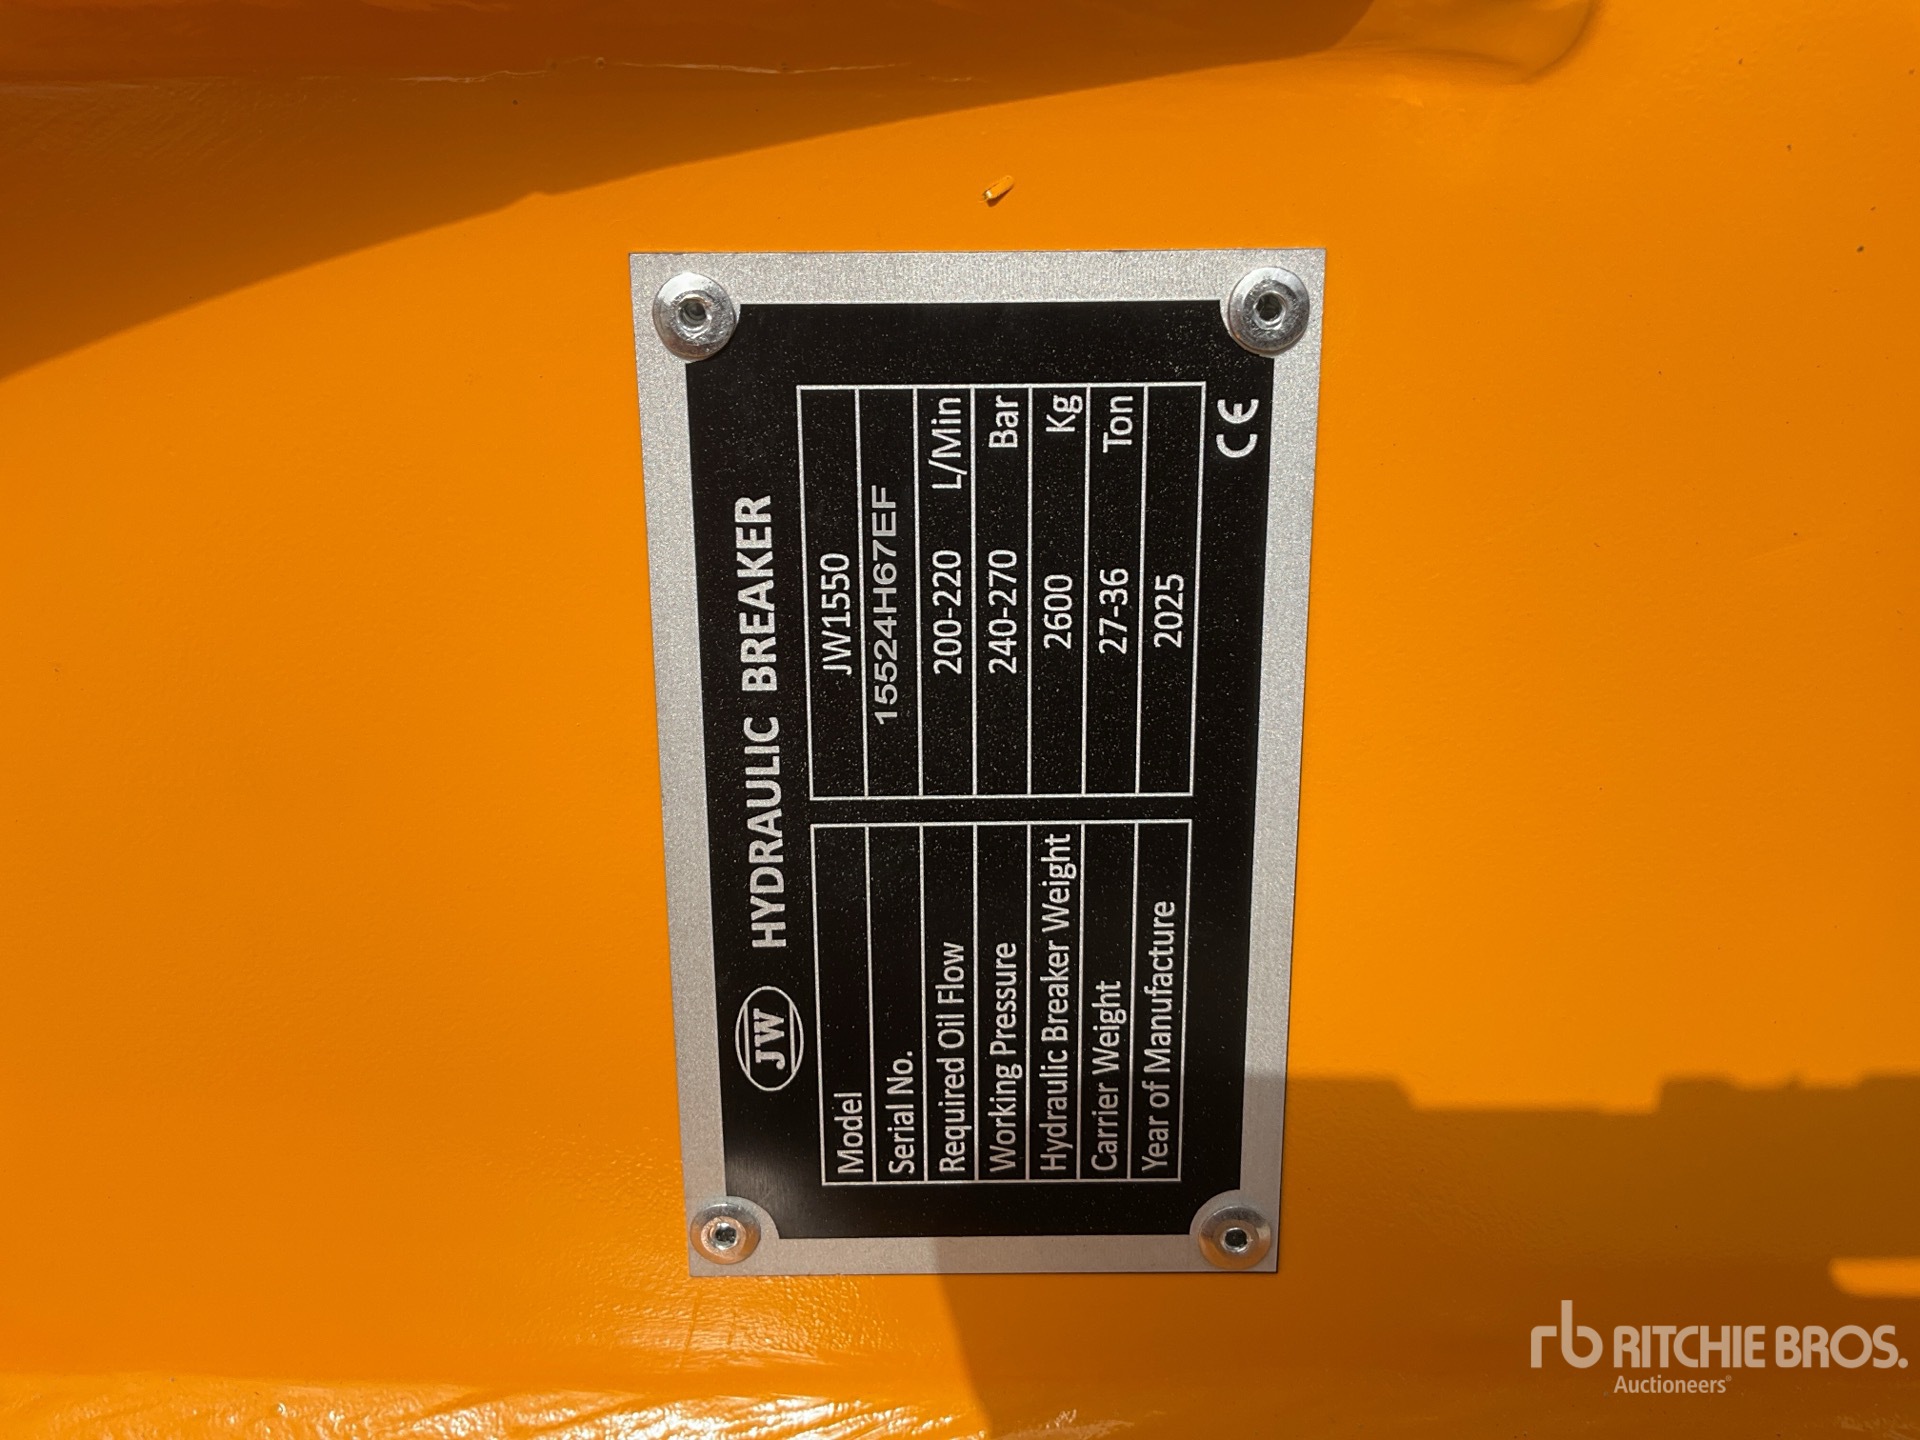 JW HYDRAULIC BREAKER
Model JW1550
Serial No. 15524H67EF
Required Oil Flow 200-220 L/Min
Working Pressure 240-270 Bar
Hydraulic Breaker Weight 2600 Kg
Carrier Weight 27-36 Ton
Year of Manufacture 2025
CE
rb RITCHIE BROS.
Auctioneers®